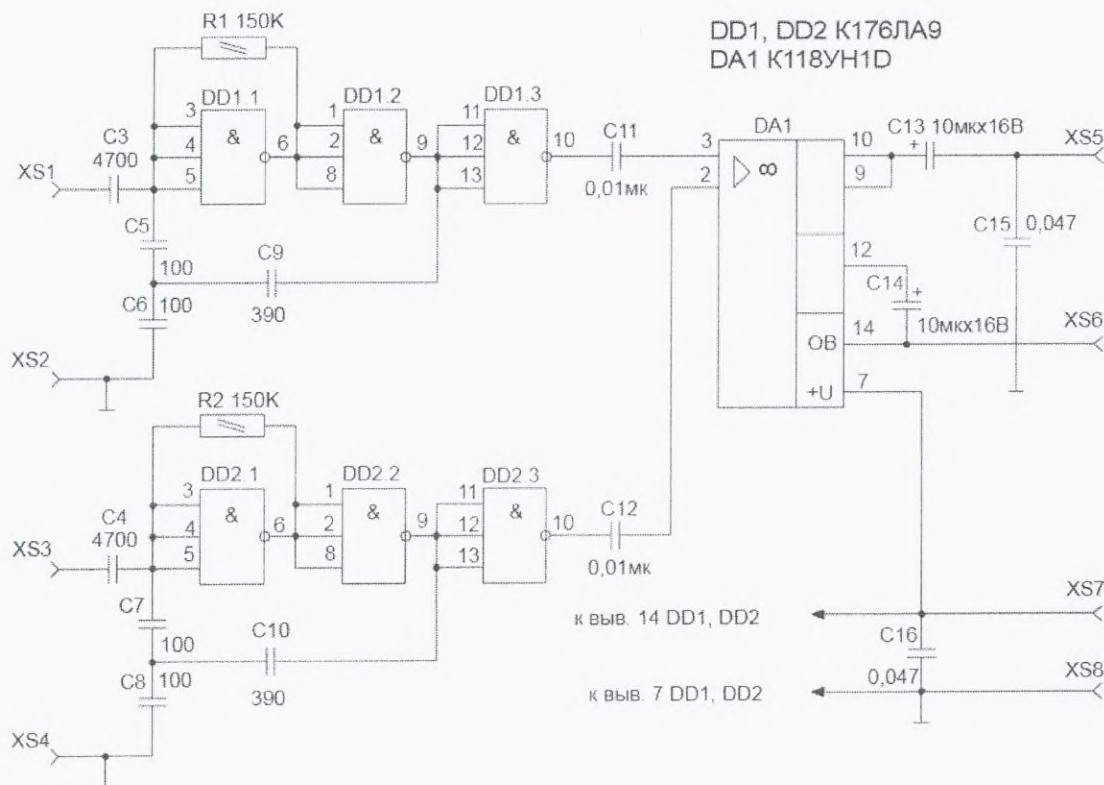 R1 150K
DD1, DD2 К176ЛА9
DA1 К118УН1D
DD1.1
DD1.2
DD1.3
3
4
5
&
6
1
2
8
&
9
11
12
13
&
10
C3
4700
XS1
C11
0,01мк
DA1
3
2
∞
10
9
C13
10мкх16В
+
XS5
C15
0,047
12
C14
+
10мкх16В
14
ОВ
XS6
7
+U
C5
100
C6
100
C9
390
XS2
R2 150K
DD2.1
DD2.2
DD2.3
3
4
5
&
6
1
2
8
&
9
11
12
13
&
10
C4
4700
XS3
C12
0,01мк
C7
100
C8
100
C10
390
XS4
к выв. 14 DD1, DD2
XS7
C16
0,047
к выв. 7 DD1, DD2
XS8